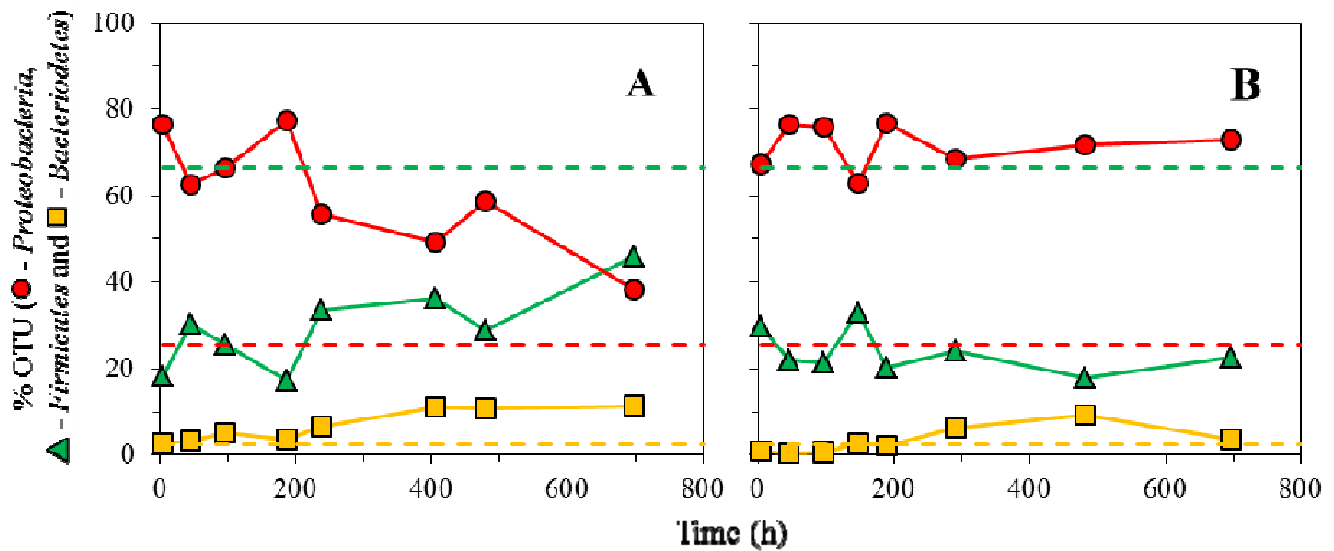 % OTU ( - Proteobacteria,
- Firmicutes and - Bacteriodetes)
100
80
60
40
20
0
A
B
0 200 400 600 800
0 200 400 600 800
Time (h)